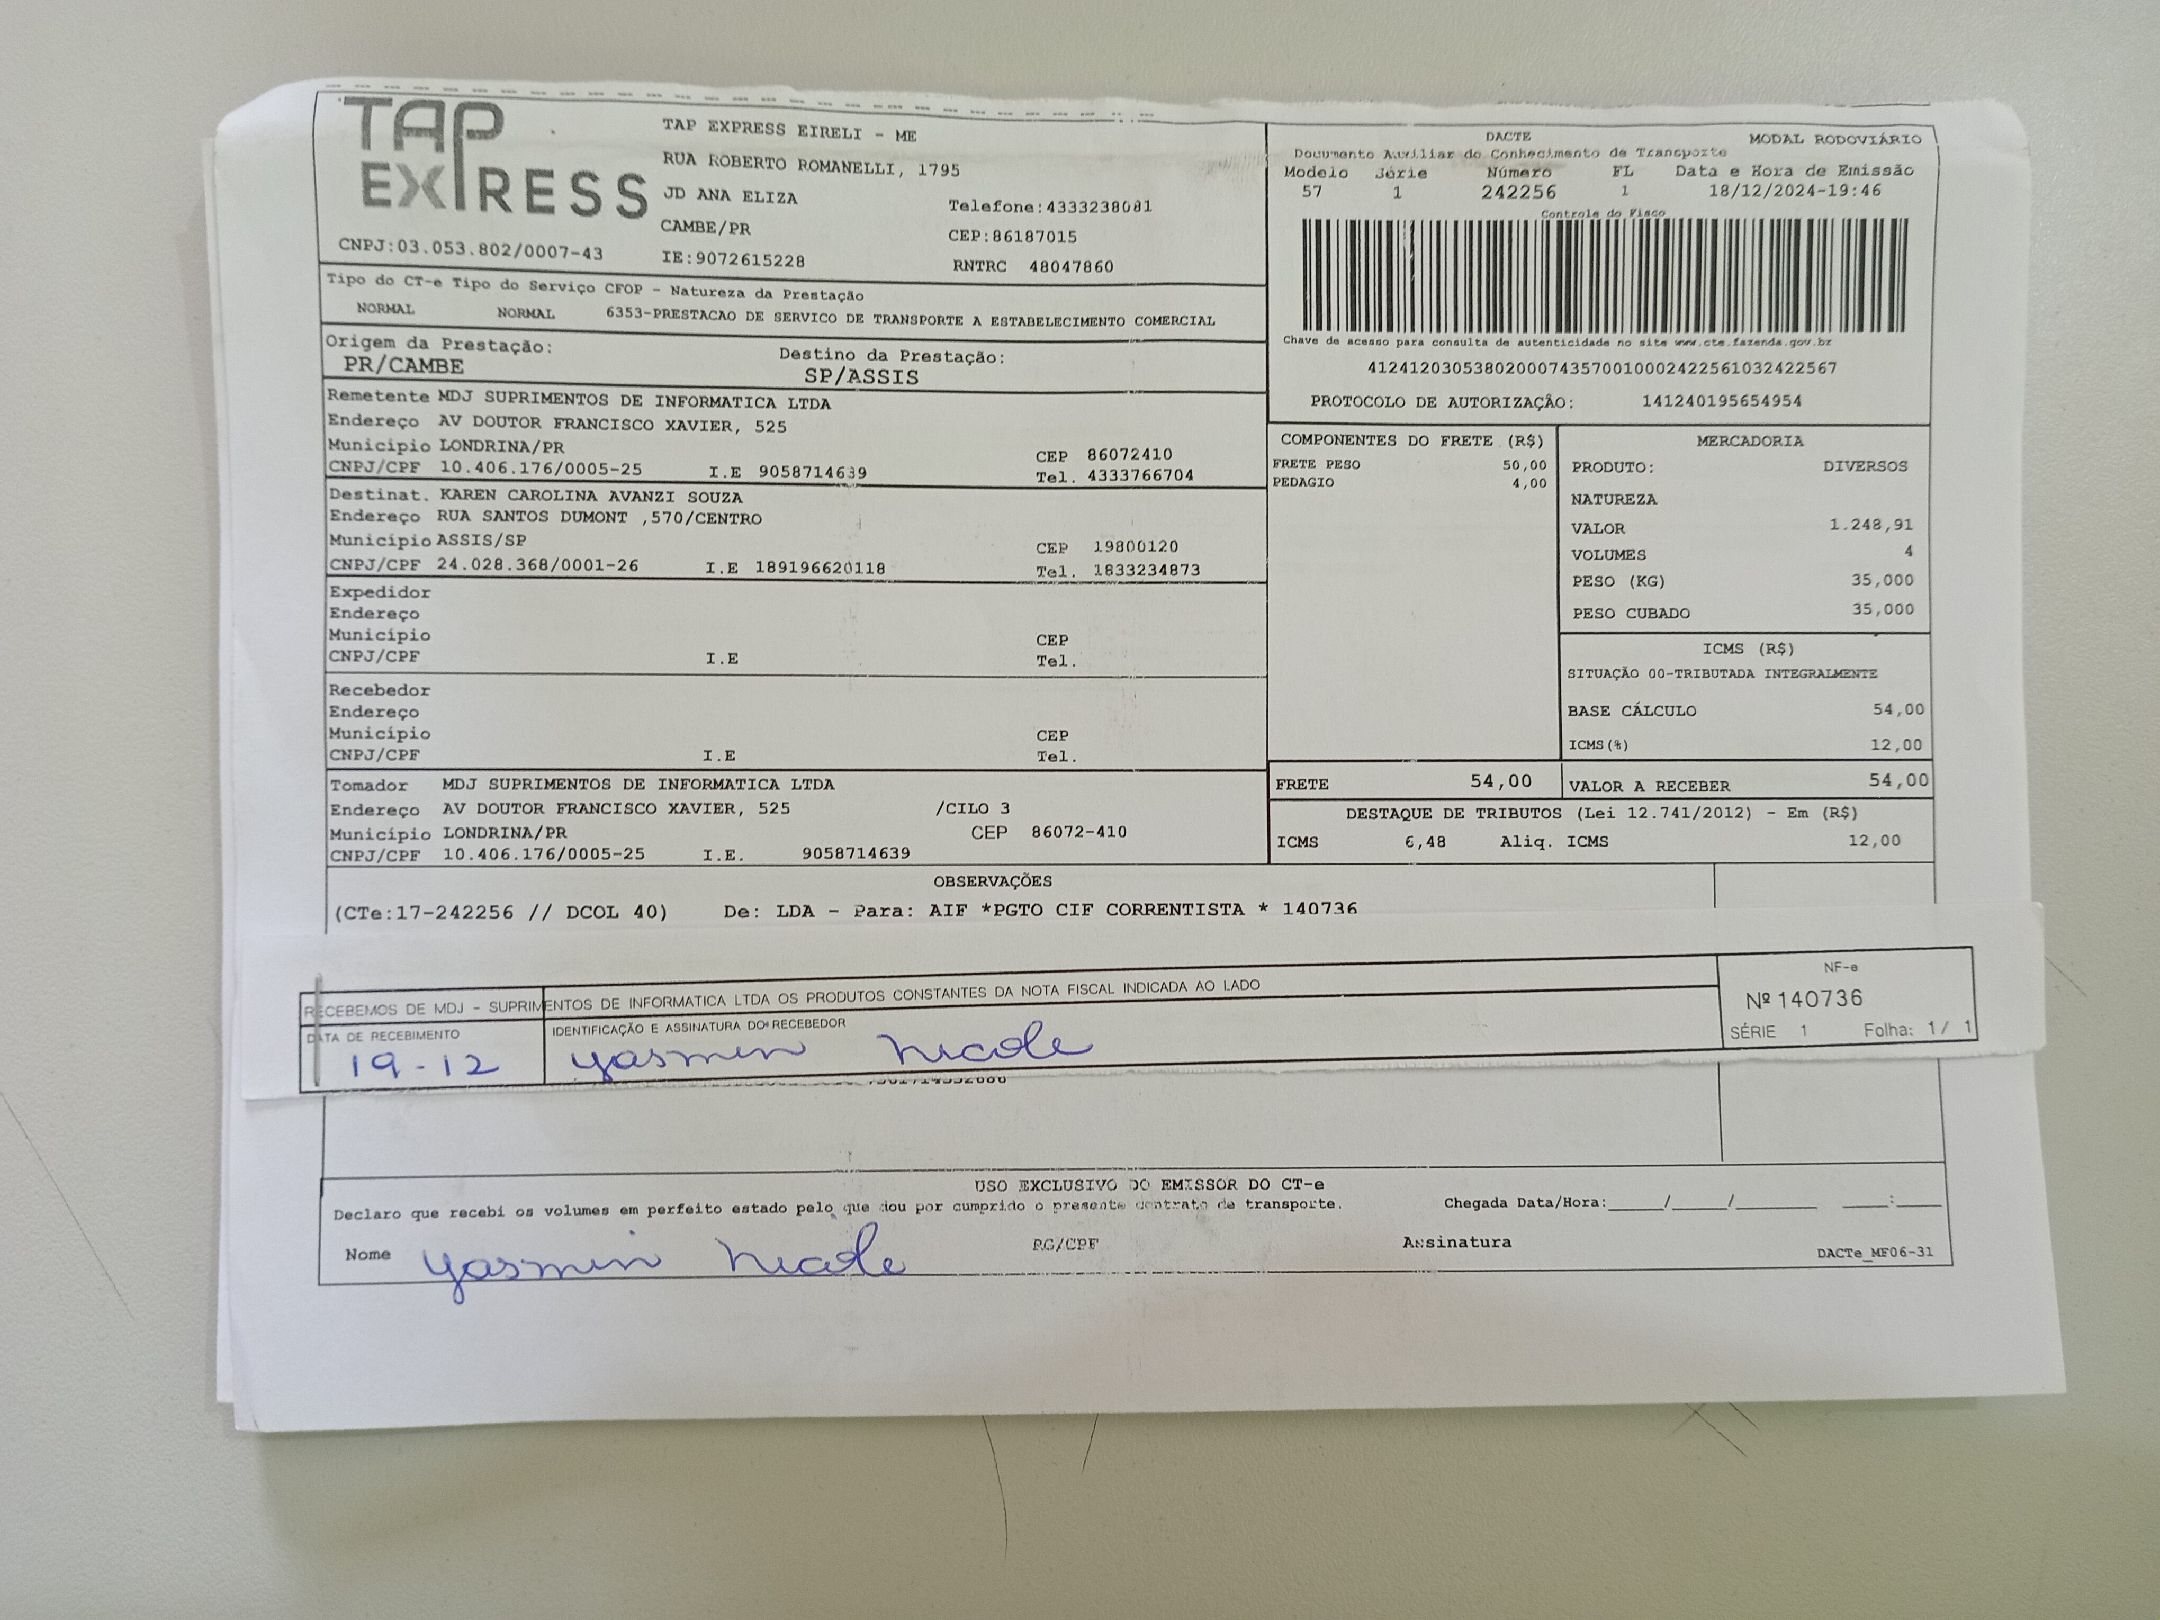 TAP EXPRESS
TAP EXPRESS EIRELI - ME
RUA ROBERTO ROMANELLI, 1795
JD ANA ELIZA
Telefone:4333238081
CAMBE/PR
CEP:86187015
CNPJ:03.053.802/0007-43
IE:9072615228
RNTRC 48047860
DACTE
MODAL RODOVIÁRIO
Documento Auxiliar do Conhecimento de Transporte
Modelo Série Número FL Data e Hora de Emissão
57 1 242256 1 18/12/2024-19:46
Controle do Fisco
Chave de acesso para consulta de autenticidade no site www.cte.fazenda.gov.br
41241203053802000743570010002422561032422567
PROTOCOLO DE AUTORIZAÇÃO: 141240195654954
Tipo do CT-e Tipo do Serviço CFOP - Natureza da Prestação
NORMAL NORMAL 6353-PRESTACAO DE SERVICO DE TRANSPORTE A ESTABELECIMENTO COMERCIAL
Origem da Prestação: Destino da Prestação:
PR/CAMBE SP/ASSIS
Remetente MDJ SUPRIMENTOS DE INFORMATICA LTDA
Endereço AV DOUTOR FRANCISCO XAVIER, 525
Município LONDRINA/PR CEP 86072410
CNPJ/CPF 10.406.176/0005-25 I.E 9058714639 Tel. 4333766704
Destinat. KAREN CAROLINA AVANZI SOUZA
Endereço RUA SANTOS DUMONT ,570/CENTRO
Município ASSIS/SP CEP 19800120
CNPJ/CPF 24.028.368/0001-26 I.E 189196620118 Tel. 1833234873
Expedidor
Endereço
Município CEP
CNPJ/CPF I.E Tel.
Recebedor
Endereço
Município CEP
CNPJ/CPF I.E Tel.
Tomador MDJ SUPRIMENTOS DE INFORMATICA LTDA
Endereço AV DOUTOR FRANCISCO XAVIER, 525 /CILO 3
Município LONDRINA/PR CEP 86072-410
CNPJ/CPF 10.406.176/0005-25 I.E. 9058714639
COMPONENTES DO FRETE (R$)
FRETE PESO 50,00
PEDAGIO 4,00
MERCADORIA
PRODUTO: DIVERSOS
NATUREZA
VALOR 1.248,91
VOLUMES 4
PESO (KG) 35,000
PESO CUBADO 35,000
ICMS (R$)
SITUAÇÃO 00-TRIBUTADA INTEGRALMENTE
BASE CÁLCULO 54,00
ICMS(%) 12,00
FRETE 54,00 VALOR A RECEBER 54,00
DESTAQUE DE TRIBUTOS (Lei 12.741/2012) - Em (R$)
ICMS 6,48 Aliq. ICMS 12,00
OBSERVAÇÕES
(CTe:17-242256 // DCOL 40) De: LDA - Para: AIF *PGTO CIF CORRENTISTA * 140736
RECEBEMOS DE MDJ - SUPRIMENTOS DE INFORMATICA LTDA OS PRODUTOS CONSTANTES DA NOTA FISCAL INDICADA AO LADO
DATA DE RECEBIMENTO IDENTIFICAÇÃO E ASSINATURA DO RECEBEDOR
19-12 Yasmin Nicole
NF-e
Nº 140736
SÉRIE 1 Folha: 1/ 1
USO EXCLUSIVO DO EMISSOR DO CT-e
Declaro que recebi os volumes em perfeito estado pelo que dou por cumprido o presente contrato de transporte. Chegada Data/Hora:____/____/______ ___:___
Nome Yasmin Nicole RG/CPF Assinatura
DACTe_MF06-31